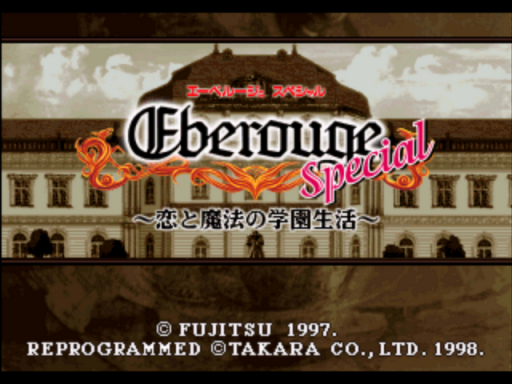 エーベルージュ スペシャル
Eberouge
Special
～恋と魔法の学園生活～
© FUJITSU 1997.
REPROGRAMMED ©TAKARA CO., LTD. 1998.